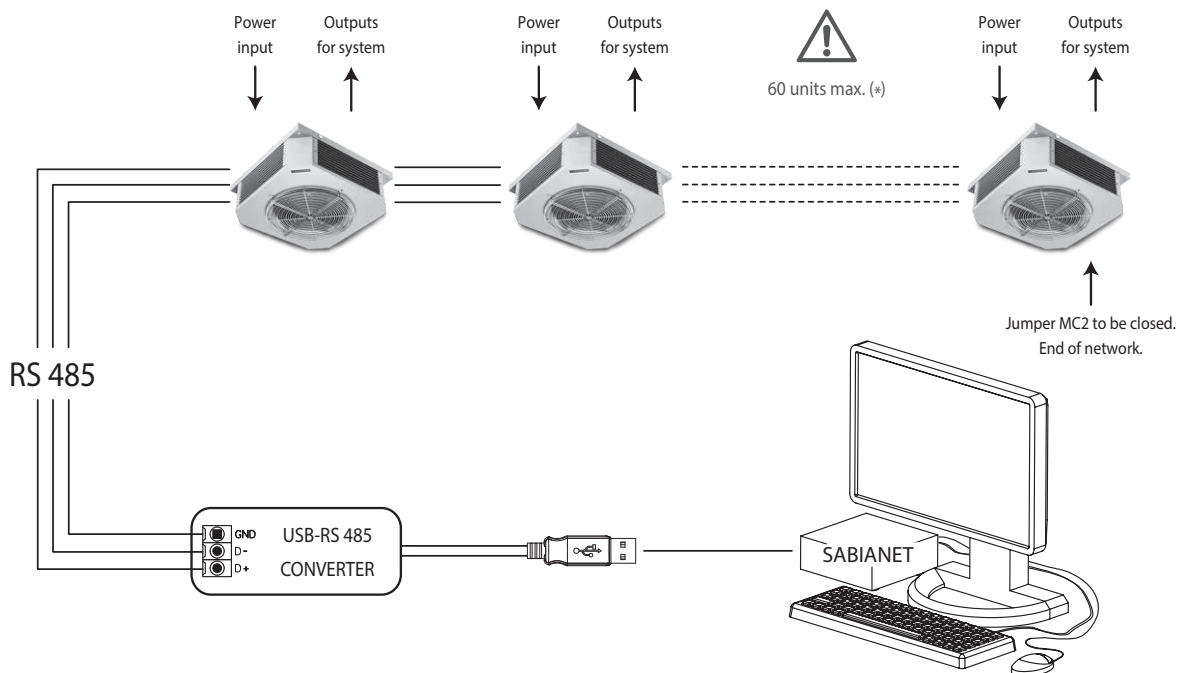 Power
input
Outputs
for system
Power
input
Outputs
for system
60 units max. (*)
Power
input
Outputs
for system
Jumper MC2 to be closed.
End of network.
RS 485
GND
D-
D+
USB-RS 485
CONVERTER
SABIANET